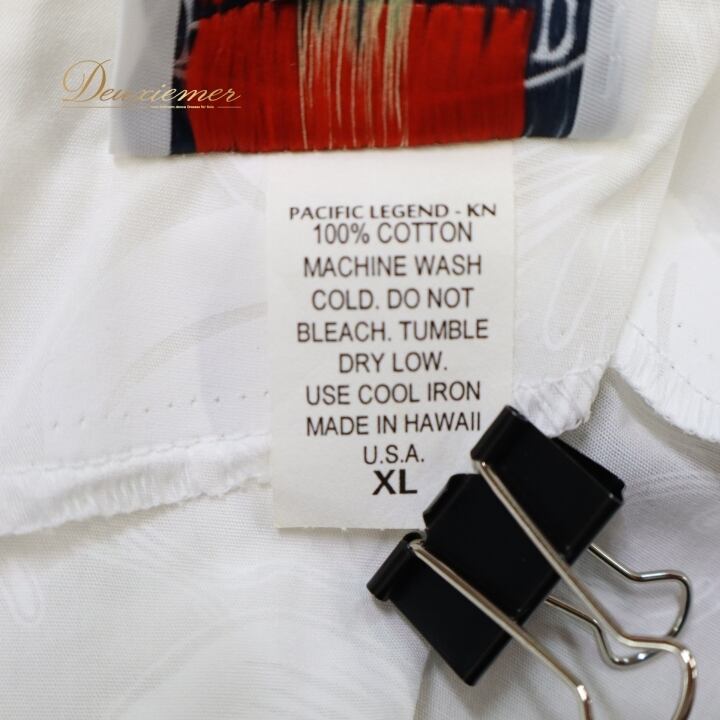 Deuxiemer
PACIFIC LEGEND - KN
100% COTTON
MACHINE WASH
COLD. DO NOT
BLEACH. TUMBLE
DRY LOW.
USE COOL IRON
MADE IN HAWAII
U.S.A.
XL